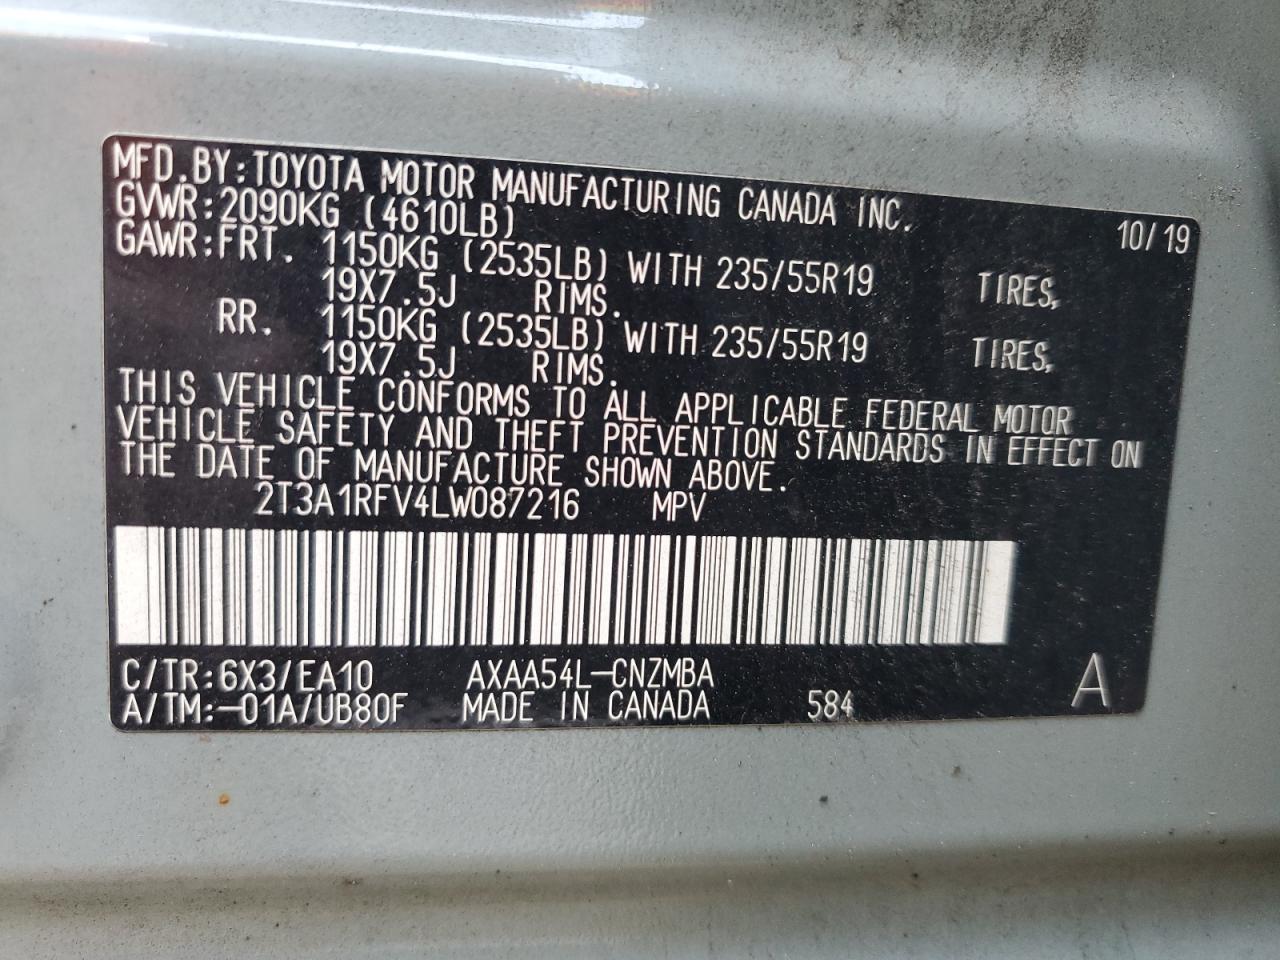 MFD.BY:TOYOTA MOTOR MANUFACTURING CANADA INC.
GVWR:2090KG (4610LB) 10/19
GAWR:FRT. 1150KG (2535LB) WITH 235/55R19 TIRES,
19X7.5J RIMS.
RR. 1150KG (2535LB) WITH 235/55R19 TIRES,
19X7.5J RIMS.
THIS VEHICLE CONFORMS TO ALL APPLICABLE FEDERAL MOTOR
VEHICLE SAFETY AND THEFT PREVENTION STANDARDS IN EFFECT ON
THE DATE OF MANUFACTURE SHOWN ABOVE.
2T3A1RFV4LW087216 MPV
C/TR:6X3/EA10 AXAA54L-CNZMBA A
A/TM:-01A/UB80F MADE IN CANADA 584